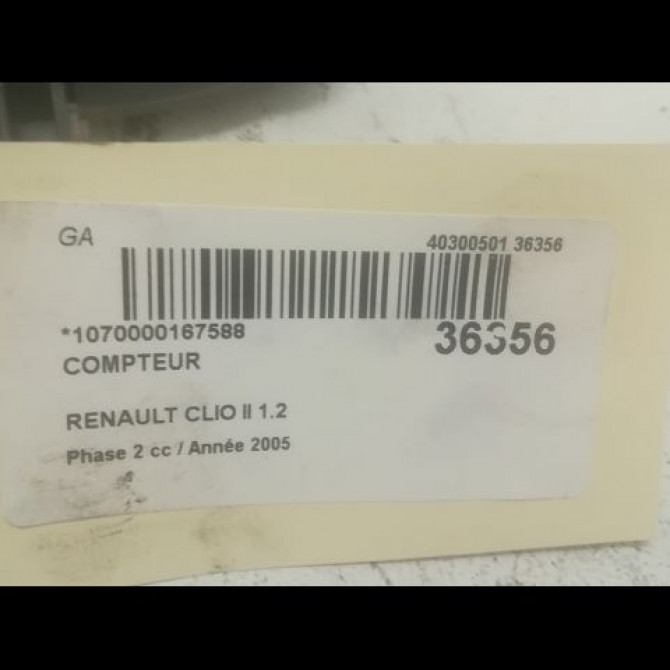 GA
40300501 36356
*1070000167588
36356
COMPTEUR
RENAULT CLIO II 1.2
Phase 2 cc / Année 2005